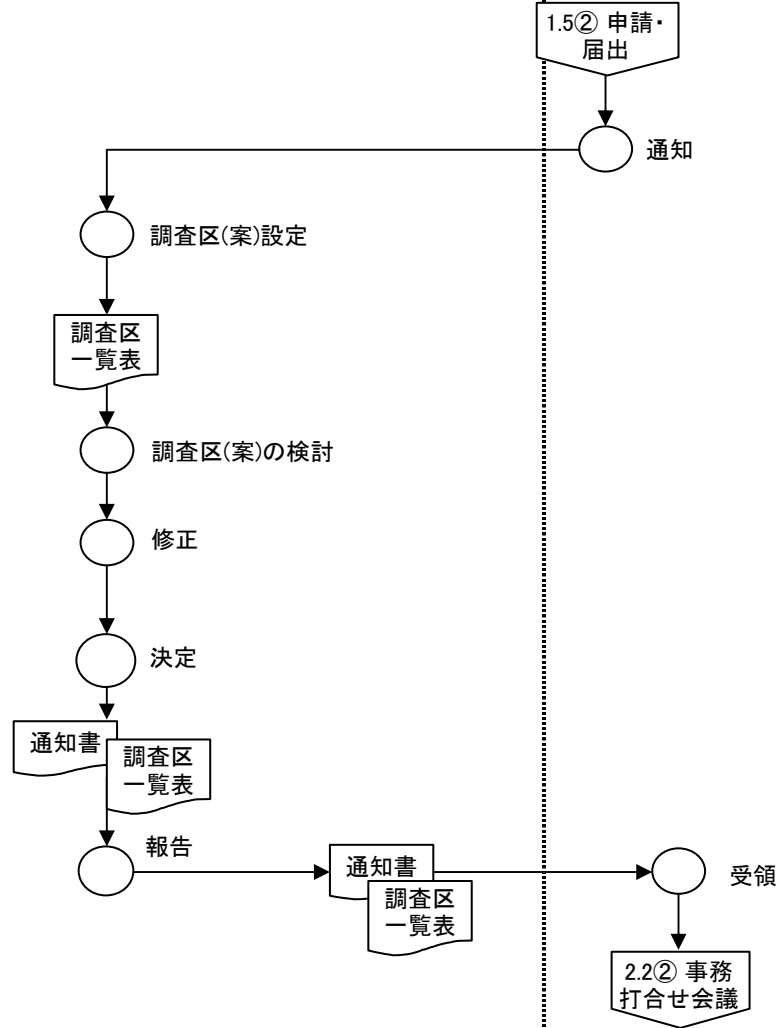 1.5② 申請・
届出
通知
調査区(案)設定
調査区
一覧表
調査区(案)の検討
修正
決定
通知書
調査区
一覧表
報告
通知書
調査区
一覧表
受領
2.2② 事務
打合せ会議